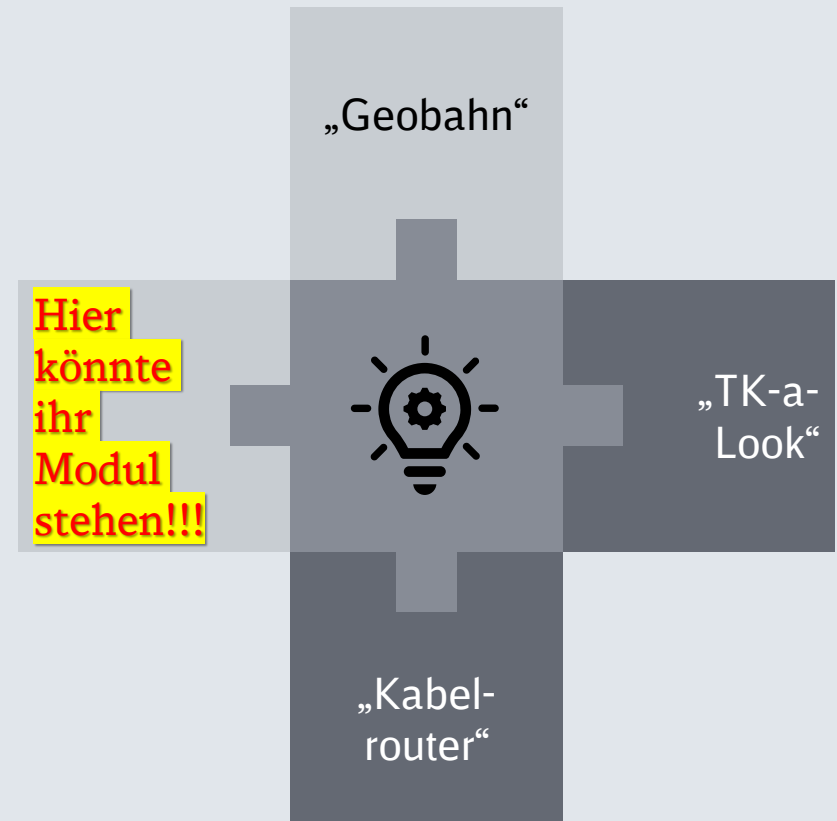 „Geobahn“
Hier
könnte
ihr
Modul
stehen!!!
„TK-a-
Look“
„Kabel-
router“